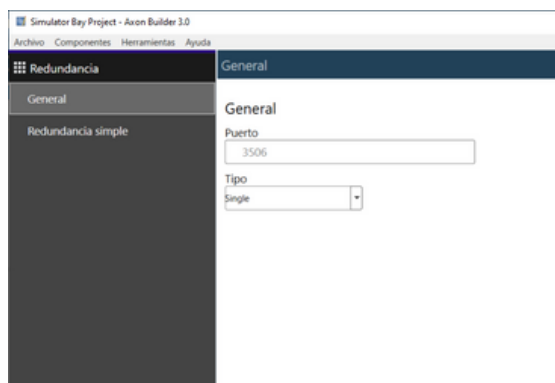 Simulator Bay Project - Axon Builder 3.0
Archivo Componentes Herramientas Ayuda
Redundancia
General
General
Redundancia simple
General
Puerto
3506
Tipo
Single